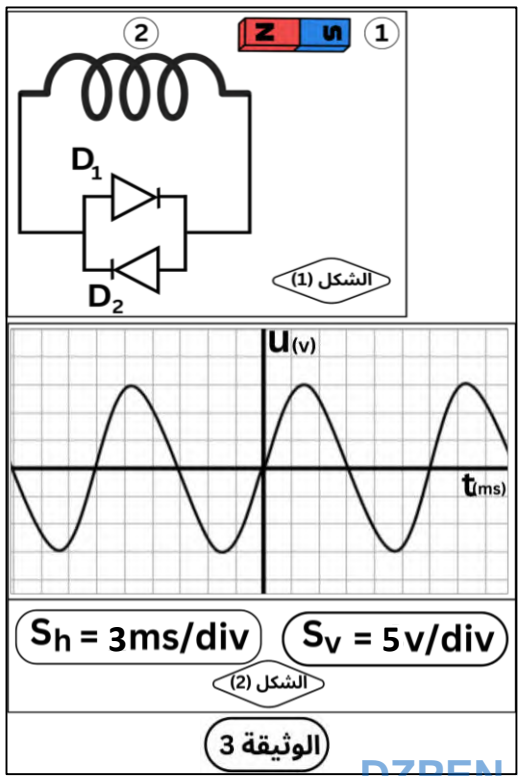 2
N S
1
D1
D2
الشكل (1)
u(v)
t(ms)
Sh = 3ms/div
Sv = 5v/div
الشكل (2)
الوثيقة 3